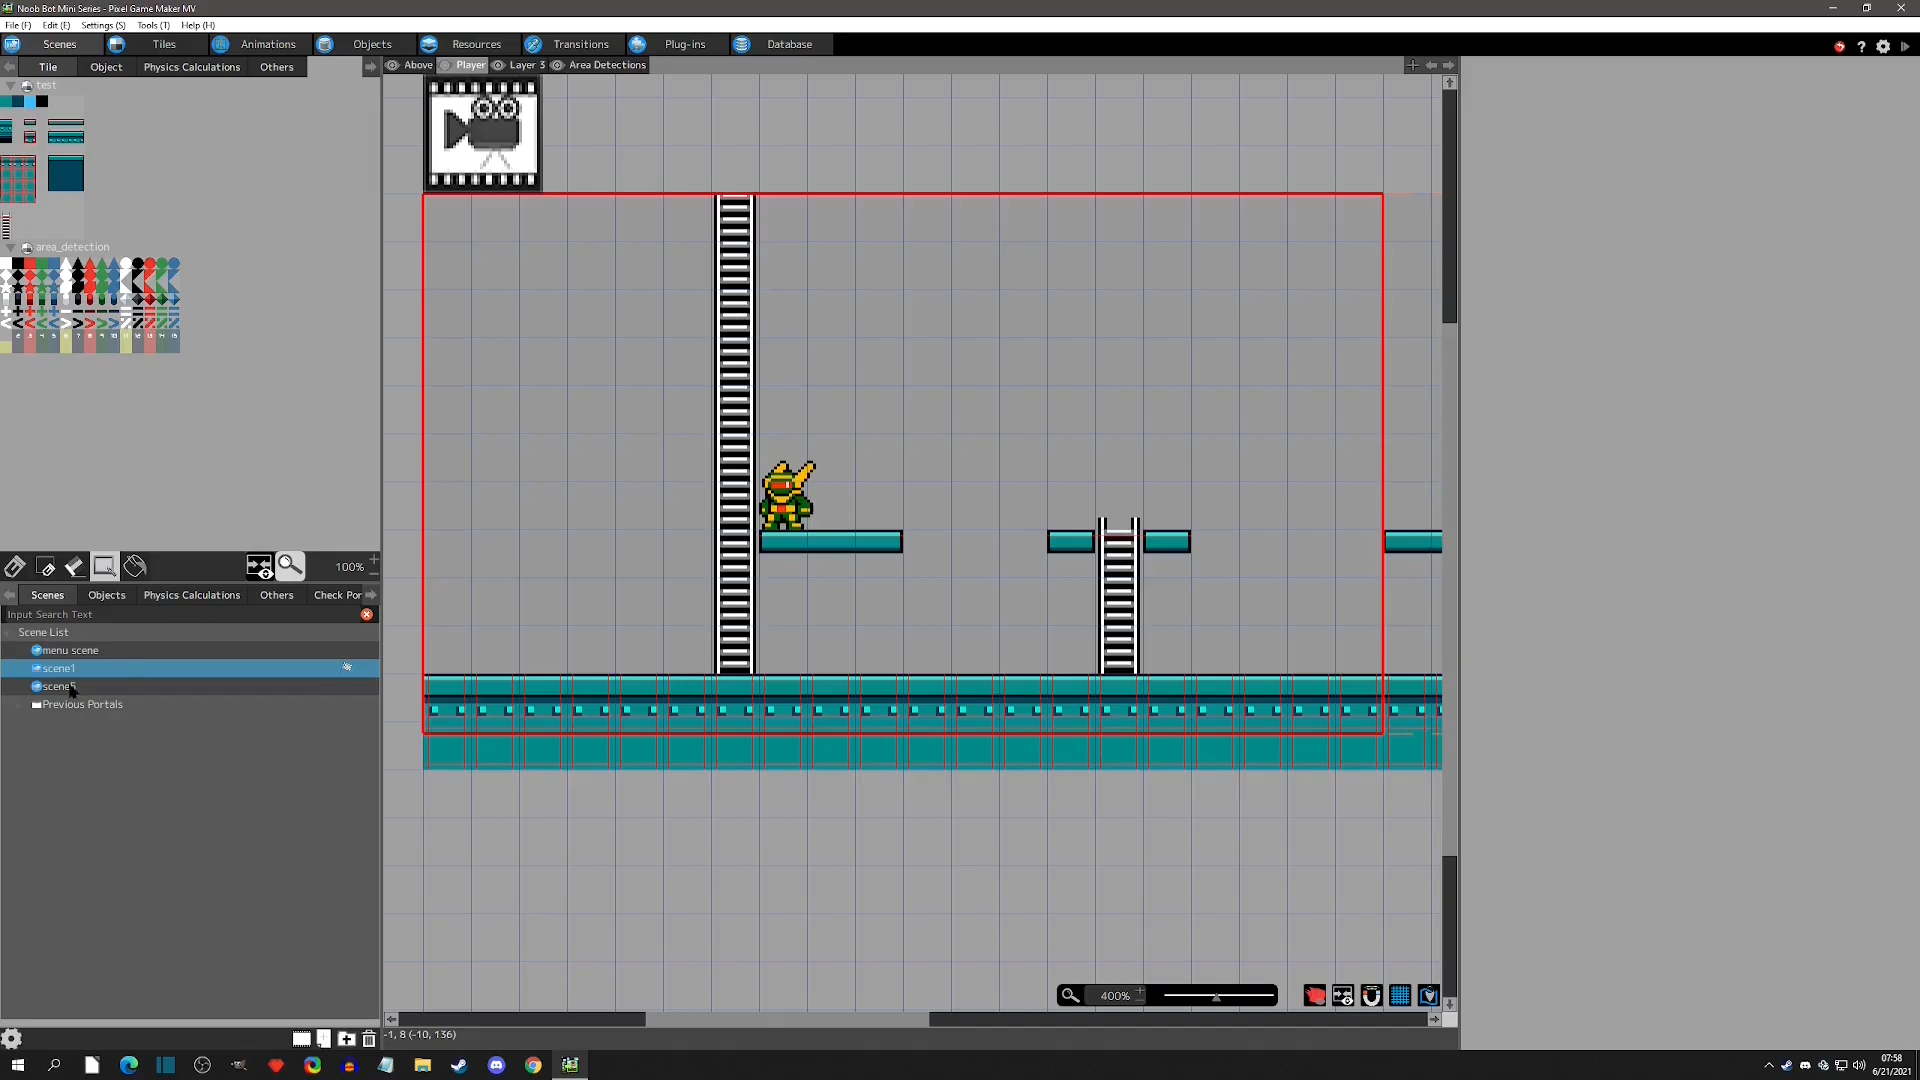 Noob Bot Mini Series - Pixel Game Maker MV
File (F) Edit (E) Settings (S) Tools (T) Help (H)
Scenes Tiles Animations Objects Resources Transitions Plug-ins Database
Tile Object Physics Calculations Others
Above Player Layer 3 Area Detections
test
area_detection
100%
Scenes Objects Physics Calculations Others Check Por
Input Search Text
Scene List
menu scene
scene1
scene5
Previous Portals
400%
-1, 8 (-10, 136)
07:58
6/21/2021